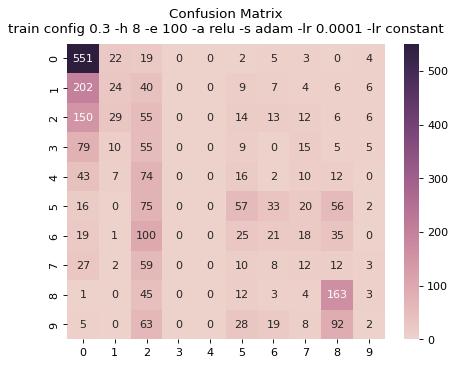 Confusion Matrix
train config 0.3 -h 8 -e 100 -a relu -s adam -lr 0.0001 -lr constant
0 551 22 19 0 0 2 5 3 0 4
1 202 24 40 0 0 9 7 4 6 6
2 150 29 55 0 0 14 13 12 6 6
3 79 10 55 0 0 9 0 15 5 5
4 43 7 74 0 0 16 2 10 12 0
5 16 0 75 0 0 57 33 20 56 2
6 19 1 100 0 0 25 21 18 35 0
7 27 2 59 0 0 10 8 12 12 3
8 1 0 45 0 0 12 3 4 163 3
9 5 0 63 0 0 28 19 8 92 2
0 1 2 3 4 5 6 7 8 9
500
400
300
200
100
0